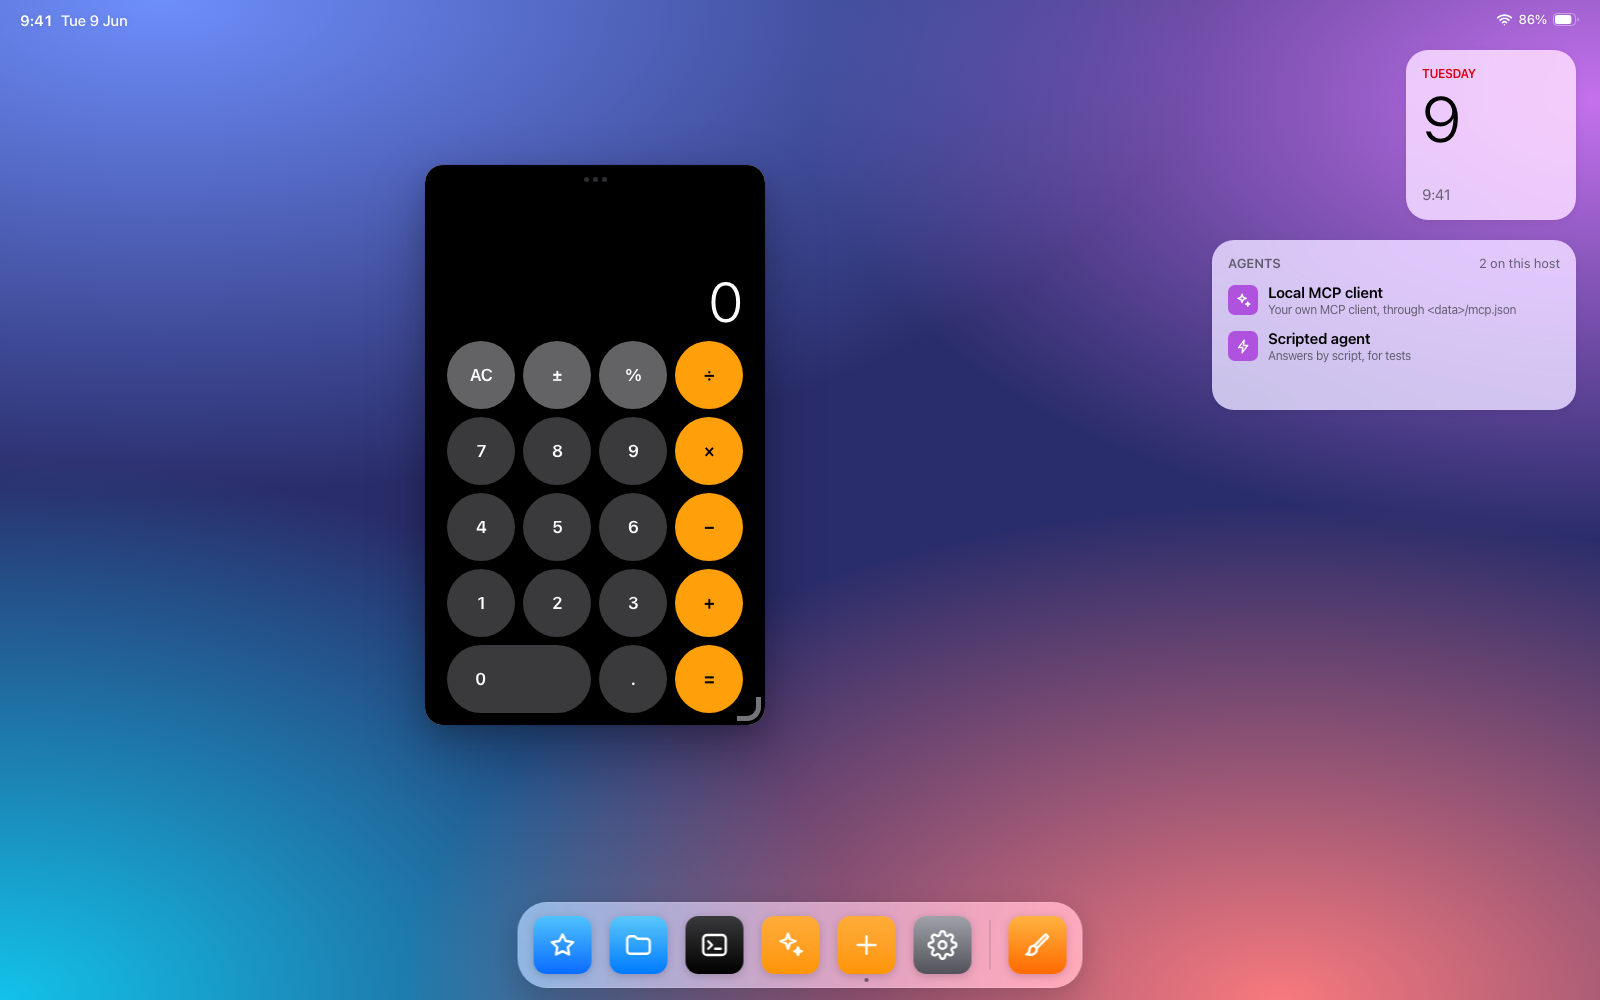 9:41 Tue 9 Jun
86%
TUESDAY
9
9:41
AGENTS 2 on this host
Local MCP client
Your own MCP client, through <data>/mcp.json
Scripted agent
Answers by script, for tests
0
AC ± % ÷
7 8 9 ×
4 5 6 −
1 2 3 +
0 . =